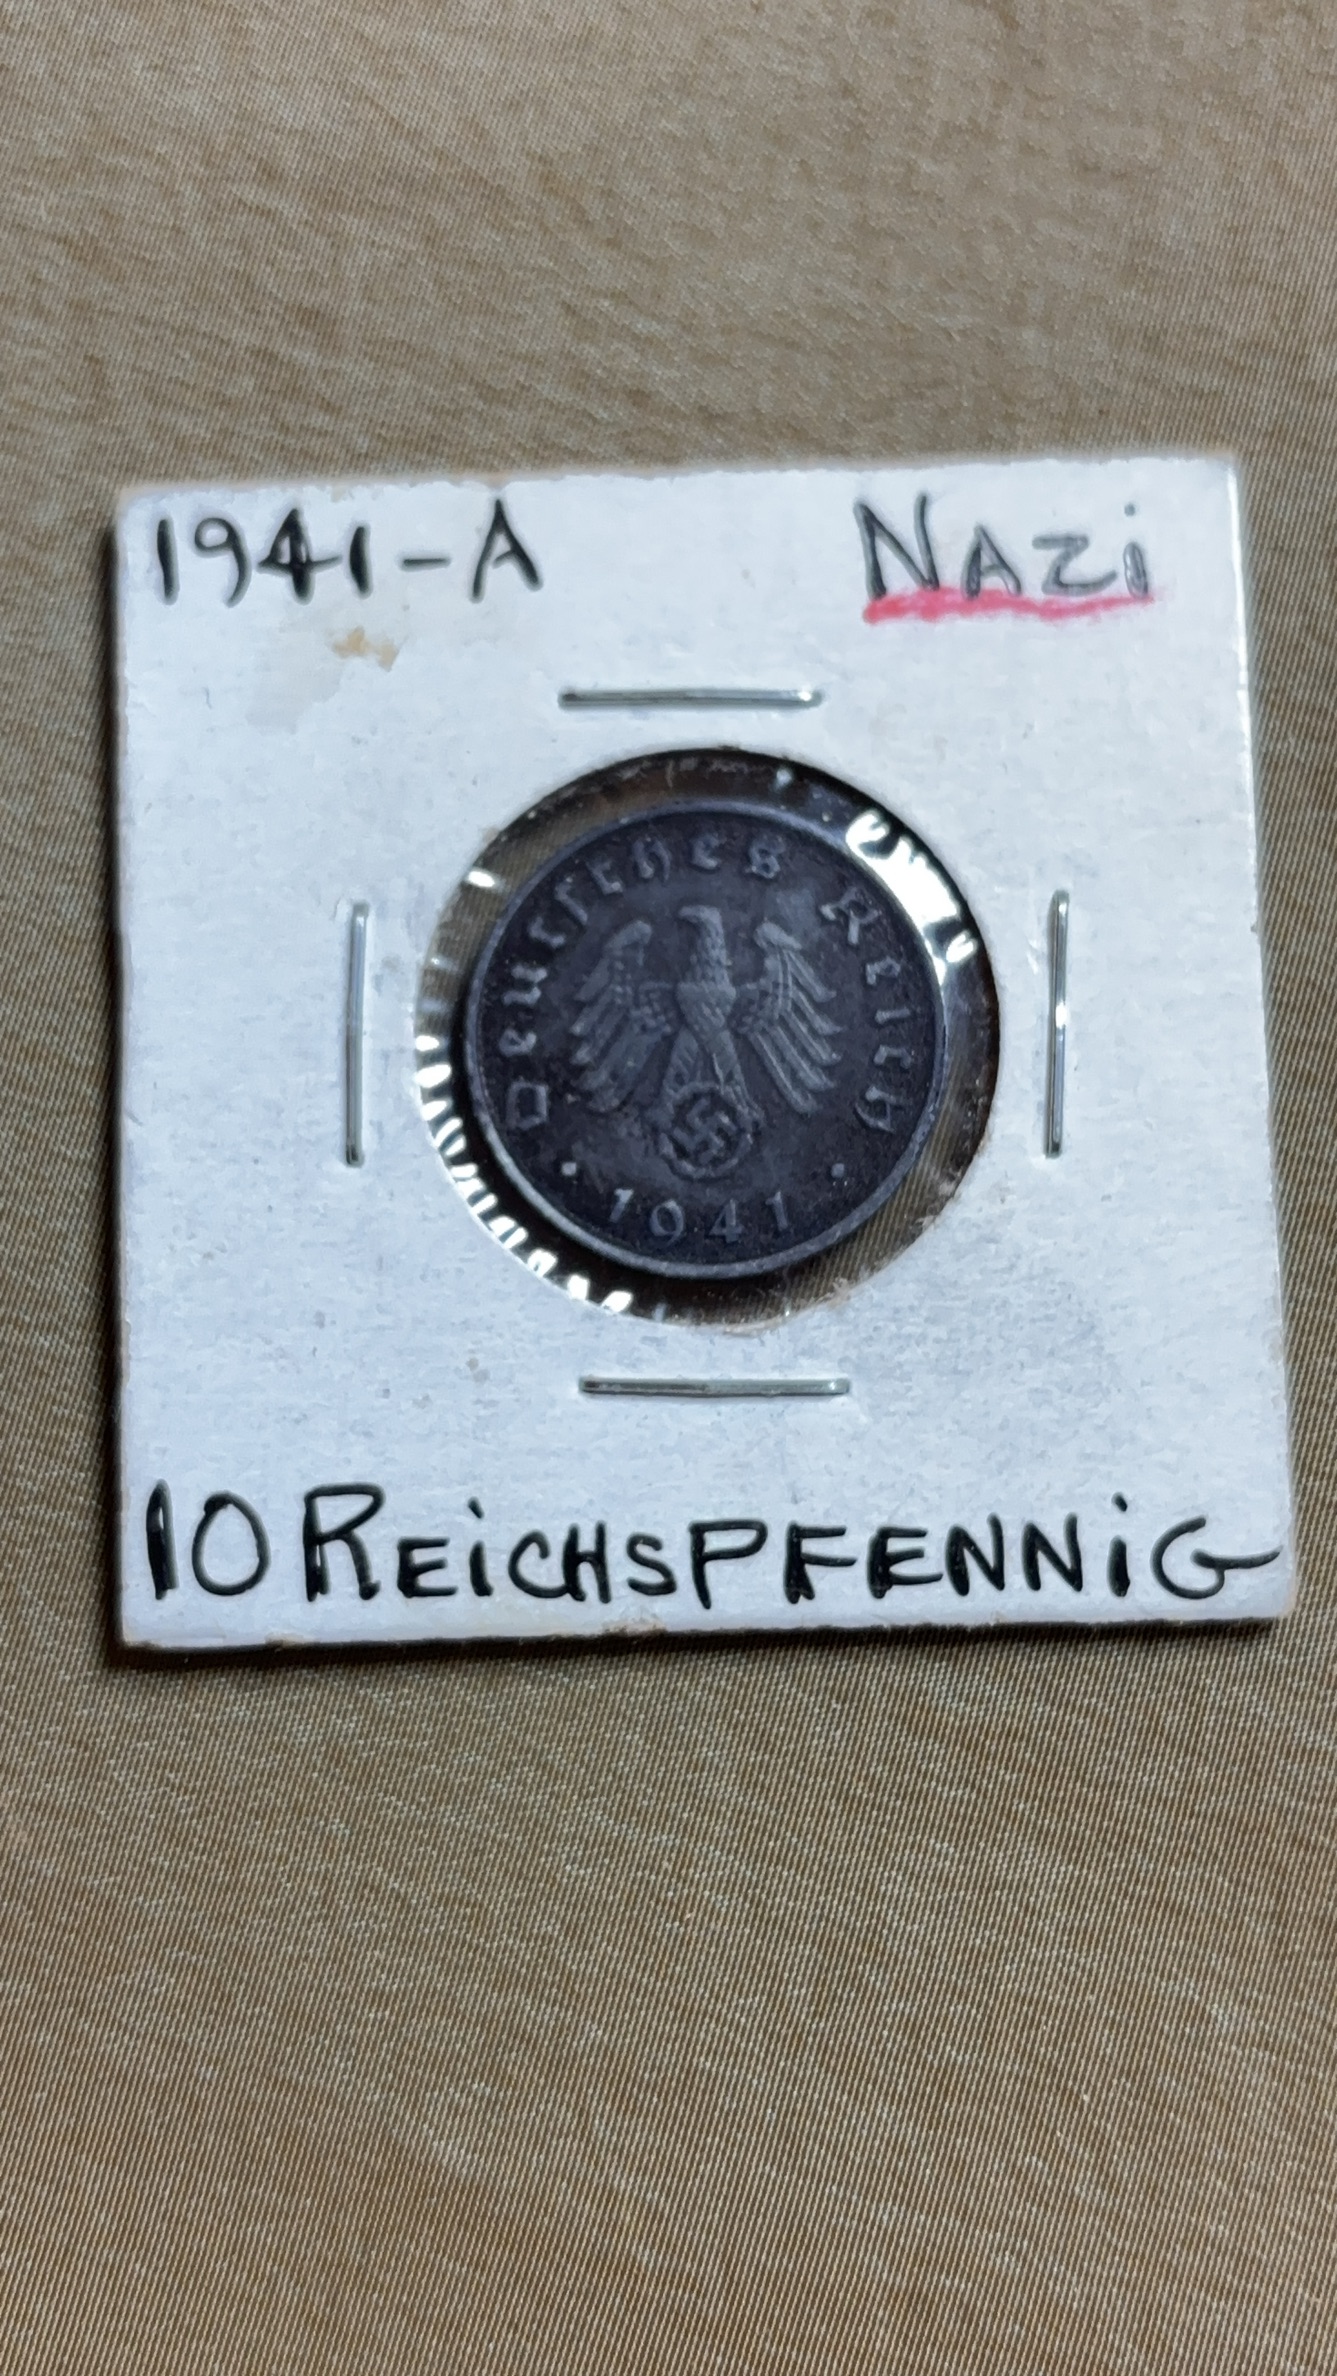 1941-A NAZi
Deutsches Reich
1941
10 REiCHSPFENNiG